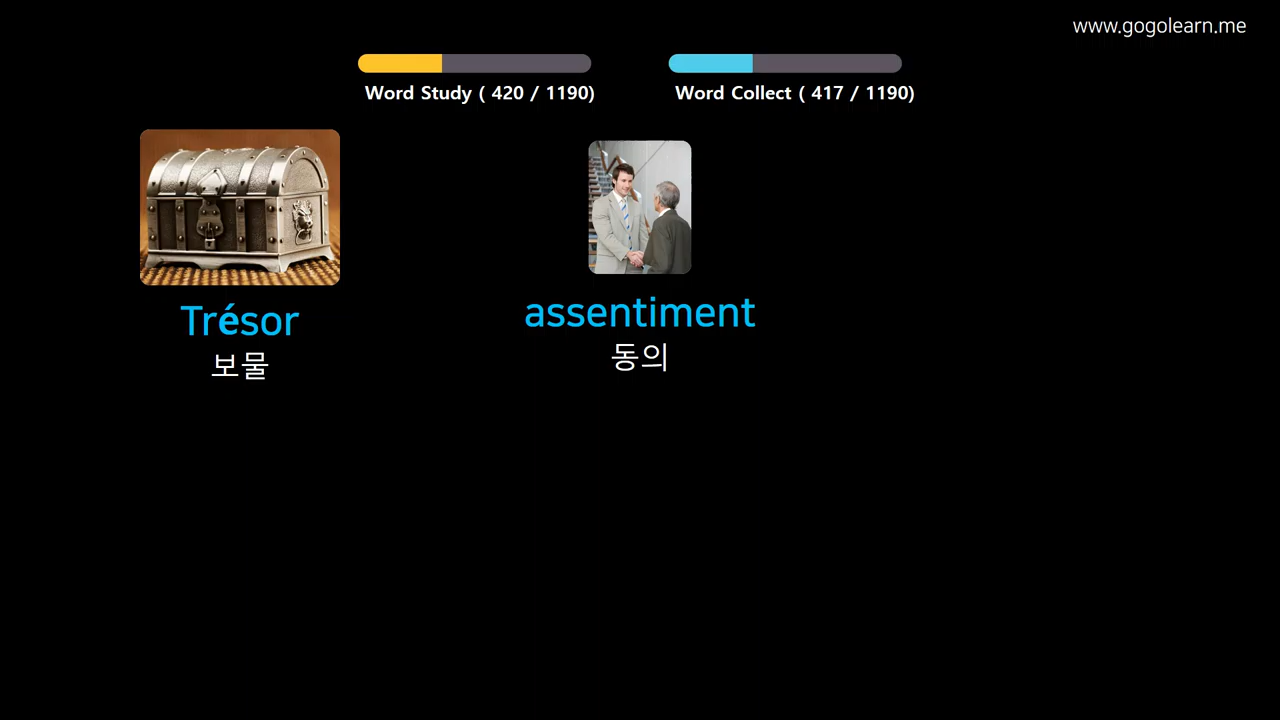 www.gogolearn.me
Word Study ( 420 / 1190)
Word Collect ( 417 / 1190)
Trésor
보물
assentiment
동의